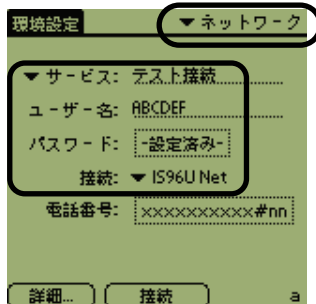 環境設定 ▼ネットワーク
▼サービス: テスト接続
ユーザー名: ABCDEF
パスワード: -設定済み-
接続: ▼ IS96U Net
電話番号: xxxxxxxxxx#nn
詳細... 接続 a